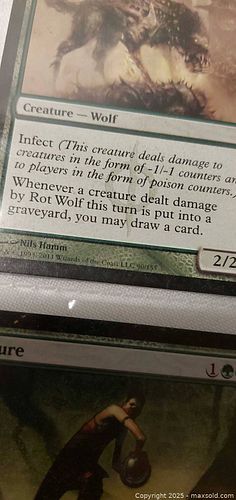 Creature — Wolf
Infect (This creature deals damage to
creatures in the form of -1/-1 counters an
to players in the form of poison counters.)
Whenever a creature dealt damage
by Rot Wolf this turn is put into a
graveyard, you may draw a card.
Nils Hamm
2/2
ure
1
Copyright 2025 - maxsold.com